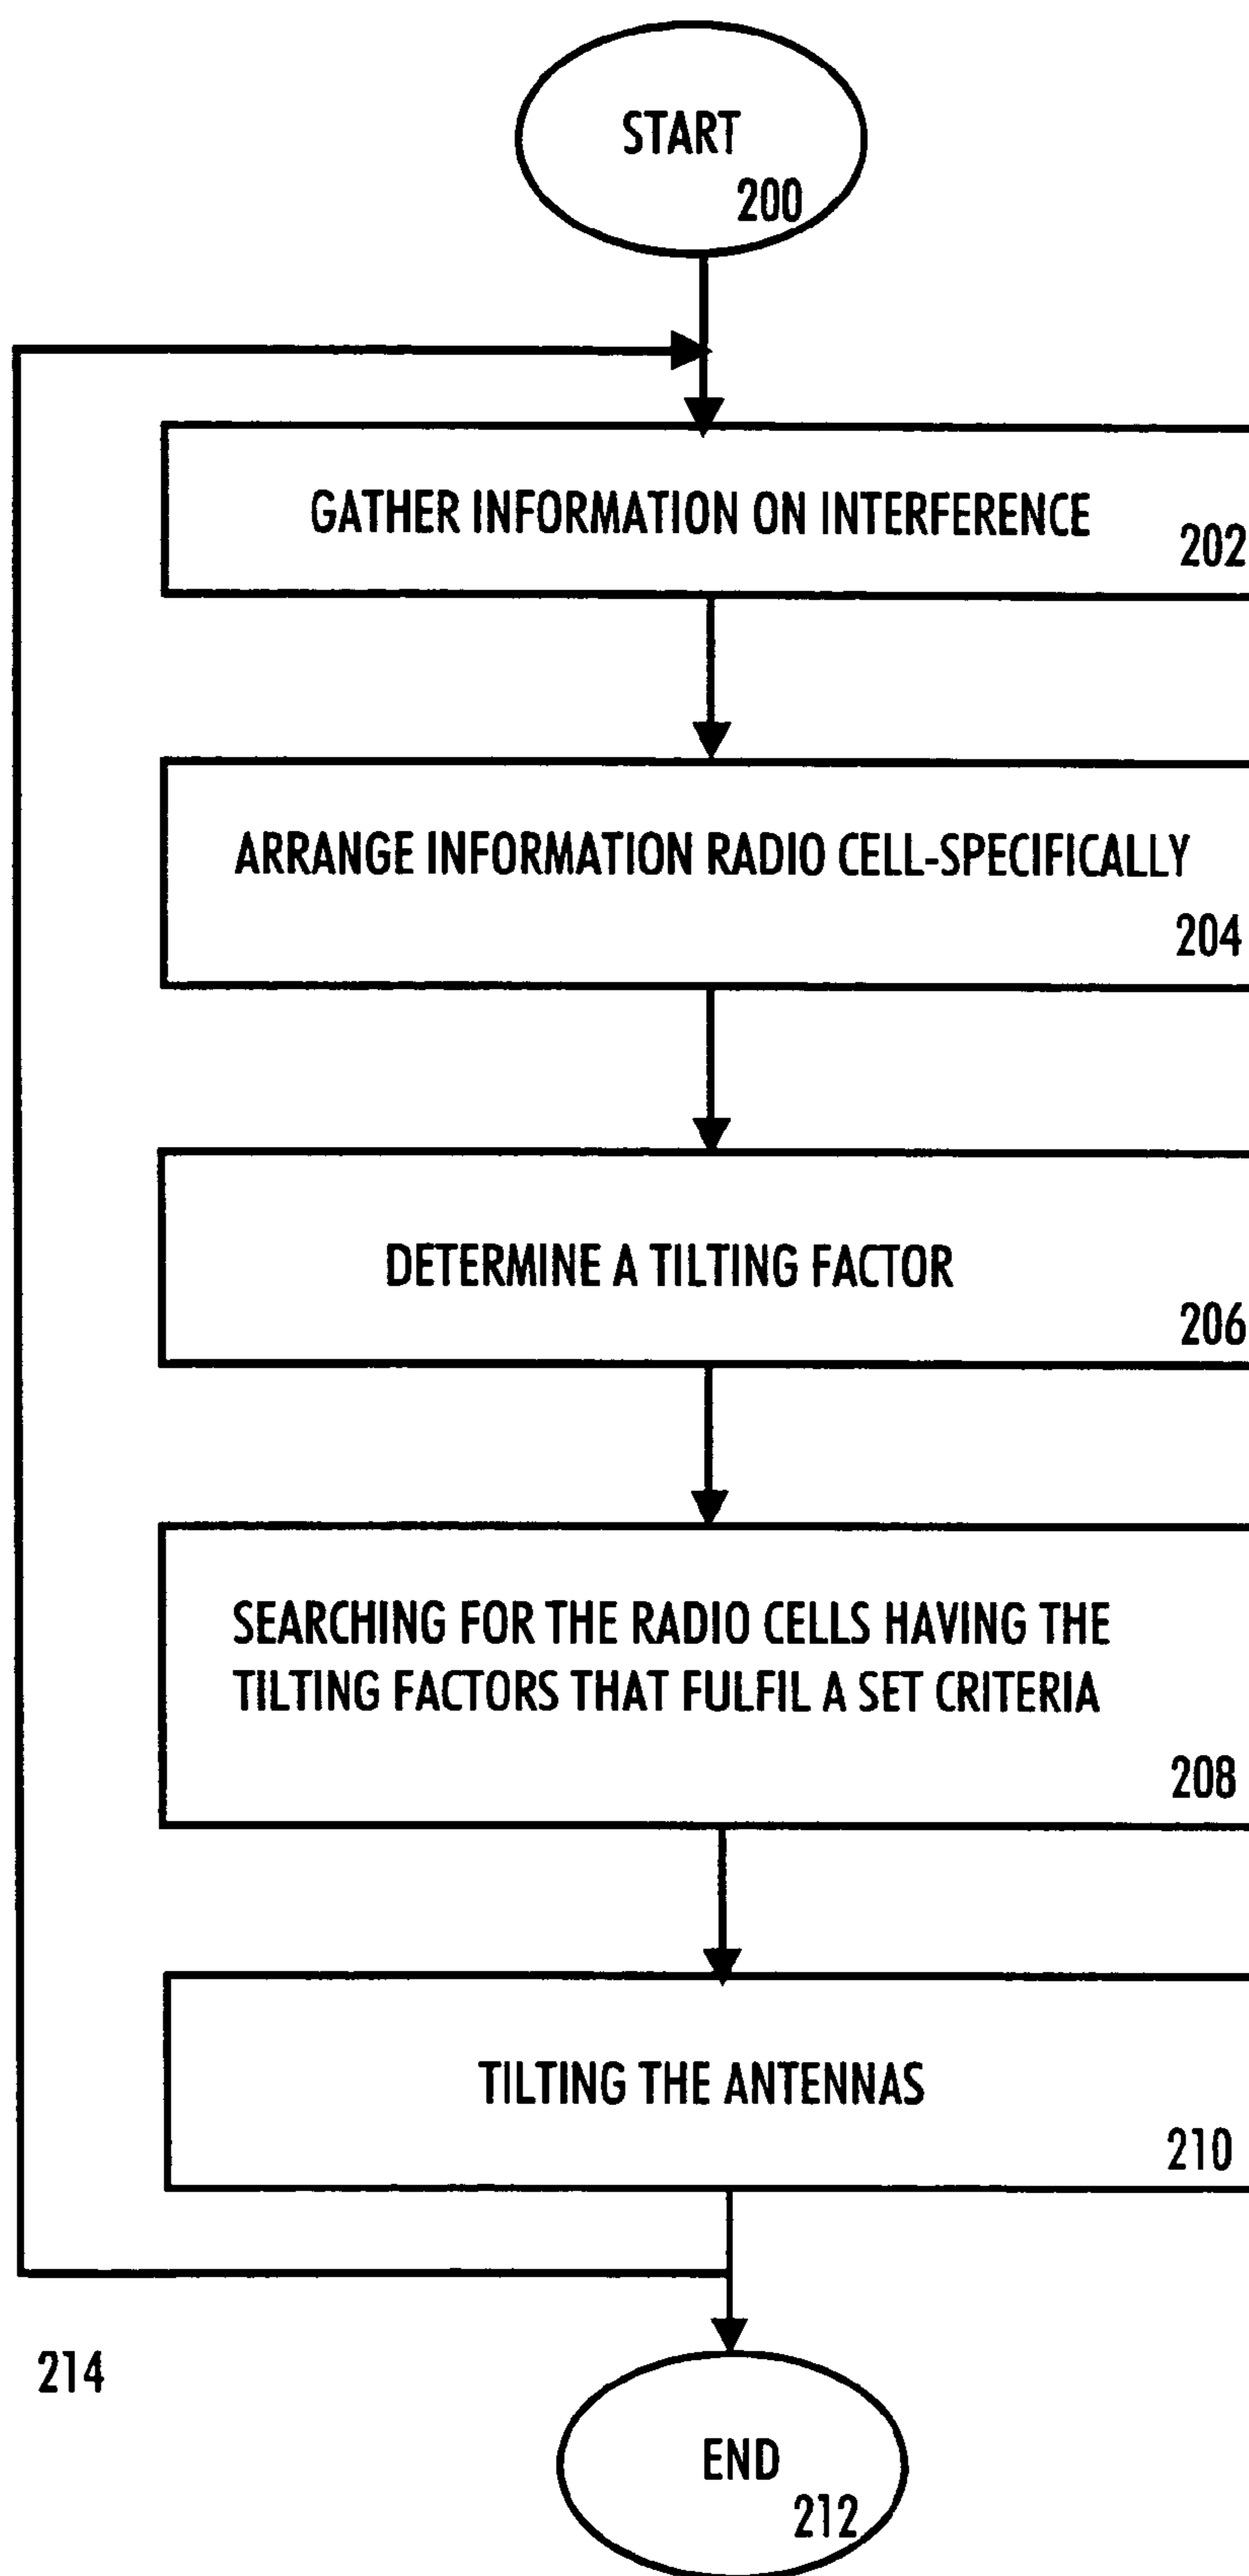 START
200
GATHER INFORMATION ON INTERFERENCE
202
ARRANGE INFORMATION RADIO CELL-SPECIFICALLY
204
DETERMINE A TILTING FACTOR
206
SEARCHING FOR THE RADIO CELLS HAVING THE
TILTING FACTORS THAT FULFIL A SET CRITERIA
208
TILTING THE ANTENNAS
210
214
END
212